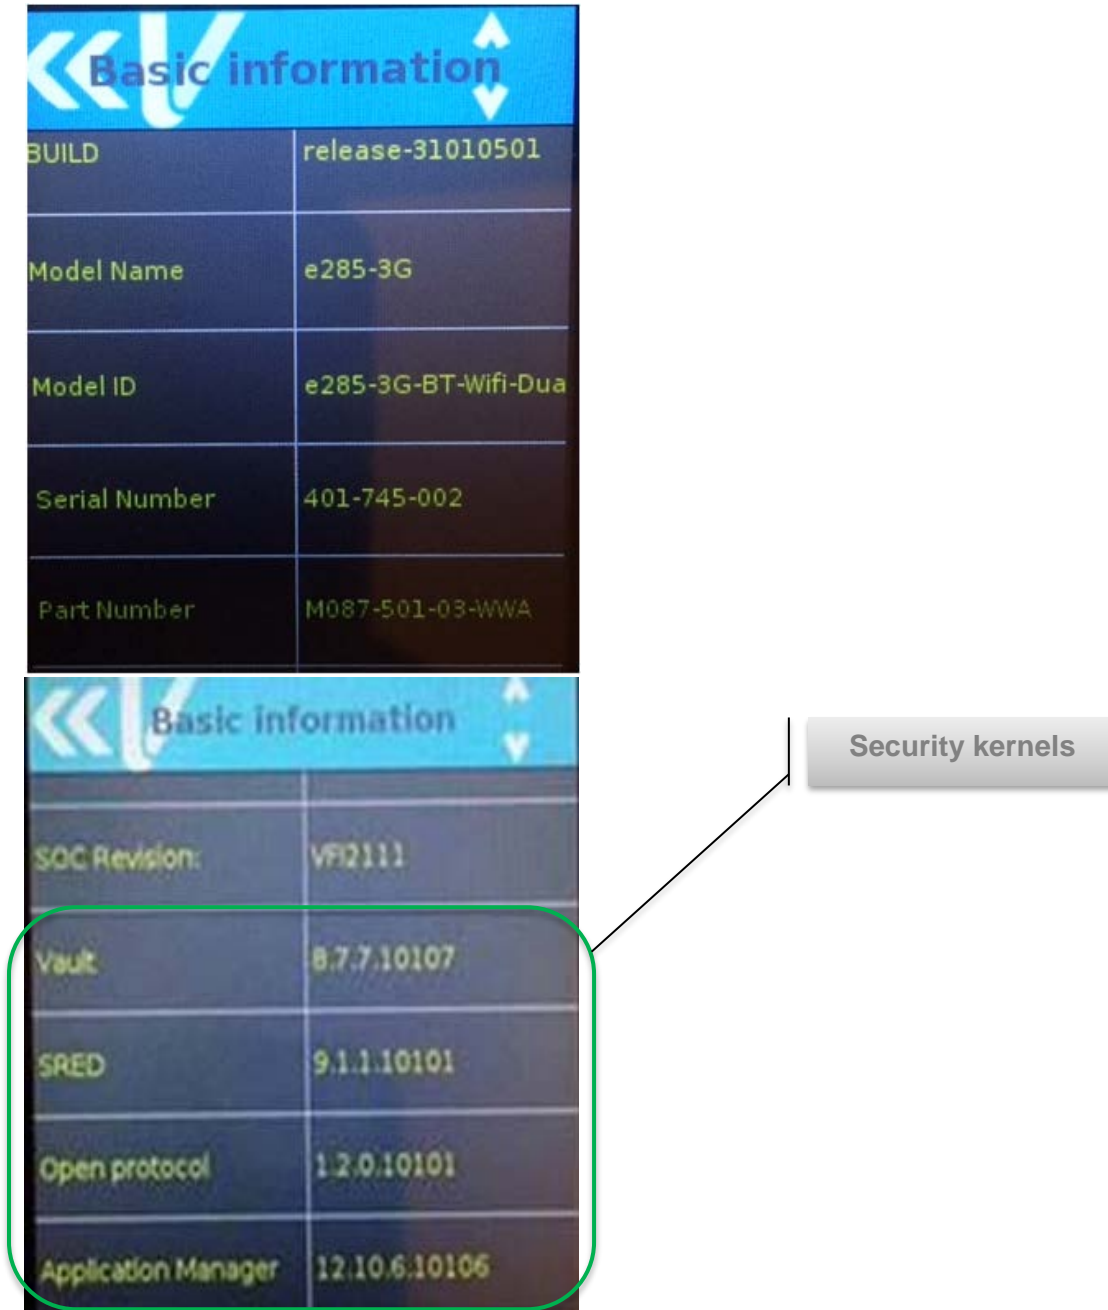 Basic information
BUILD release-31010501
Model Name e285-3G
Model ID e285-3G-BT-Wifi-Dua
Serial Number 401-745-002
Part Number M087-501-03-WWA
Basic information
SOC Revision: VFI2111
Vault 8.7.7.10107
SRED 9.1.1.10101
Open protocol 1.2.0.10101
Application Manager 12.10.6.10106
Security kernels